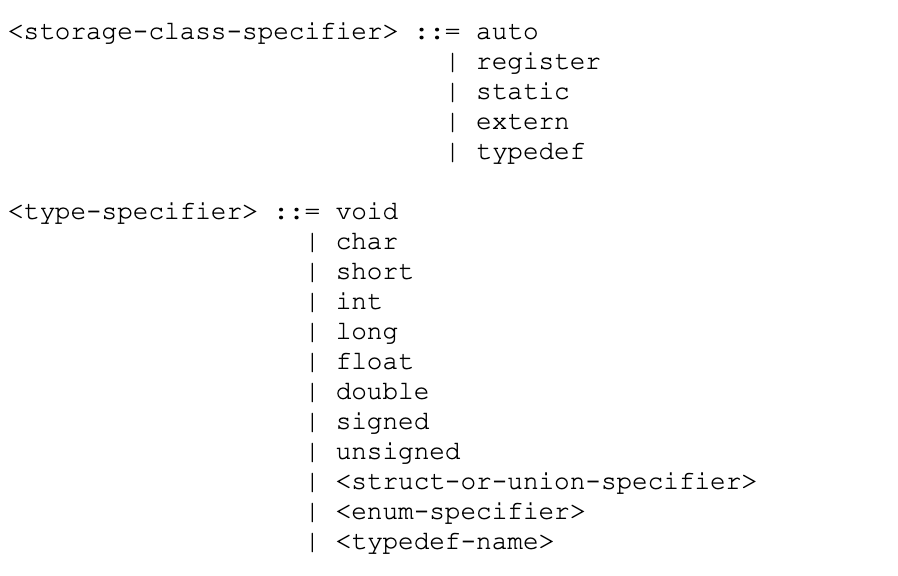 <storage-class-specifier> ::= auto
| register
| static
| extern
| typedef
<type-specifier> ::= void
| char
| short
| int
| long
| float
| double
| signed
| unsigned
| <struct-or-union-specifier>
| <enum-specifier>
| <typedef-name>